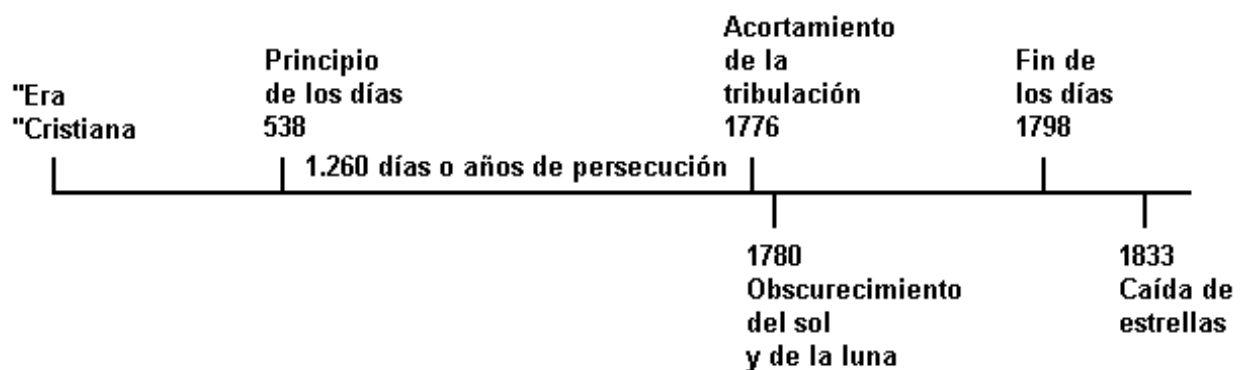 "Era
"Cristiana
Principio
de los días
538
Acortamiento
de la
tribulación
1776
Fin de
los días
1798
1.260 días o años de persecución
1780
Obscurecimiento
del sol
y de la luna
1833
Caída de
estrellas